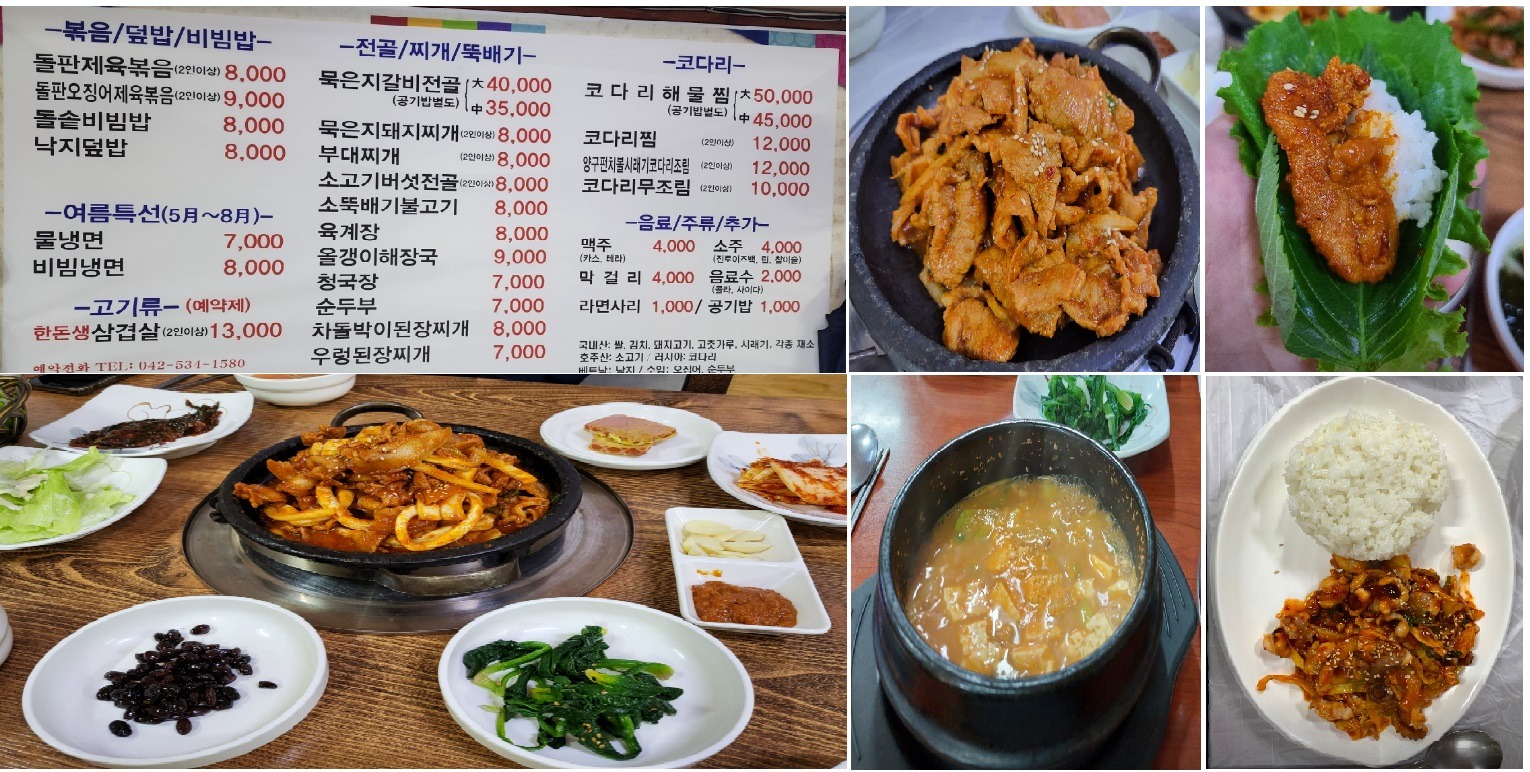 -볶음/덮밥/비빔밥-
돌판제육볶음(2인이상) 8,000
돌판오징어제육볶음(2인이상) 9,000
돌솥비빔밥 8,000
낙지덮밥 8,000
-여름특선(5月~8月)-
물냉면 7,000
비빔냉면 8,000
-고기류- (예약제)
한돈생삼겹살(2인이상) 13,000
예약전화 TEL: 042-534-1580
-전골/찌개/뚝배기-
묵은지갈비전골 大 40,000
(공기밥별도) 中 35,000
묵은지돼지찌개(2인이상) 8,000
부대찌개 (2인이상) 8,000
소고기버섯전골(2인이상) 8,000
소뚝배기불고기 8,000
육계장 8,000
올갱이해장국 9,000
청국장 7,000
순두부 7,000
차돌박이된장찌개 8,000
우렁된장찌개 7,000
-코다리-
코다리해물찜 大 50,000
(공기밥별도) 中 45,000
코다리찜 (2인이상) 12,000
양구펀치볼시래기코다리조림 (2인이상) 12,000
코다리무조림 (2인이상) 10,000
-음료/주류/추가-
맥주 4,000 소주 4,000
(카스, 테라) (진로이즈백, 린, 참이슬)
막걸리 4,000 음료수 2,000
(콜라, 사이다)
라면사리 1,000/ 공기밥 1,000
국내산: 쌀, 김치, 돼지고기, 고춧가루, 시래기, 각종 채소
호주산: 소고기 / 러시아: 코다리
베트남: 낙지 / 수입: 오징어, 순두부